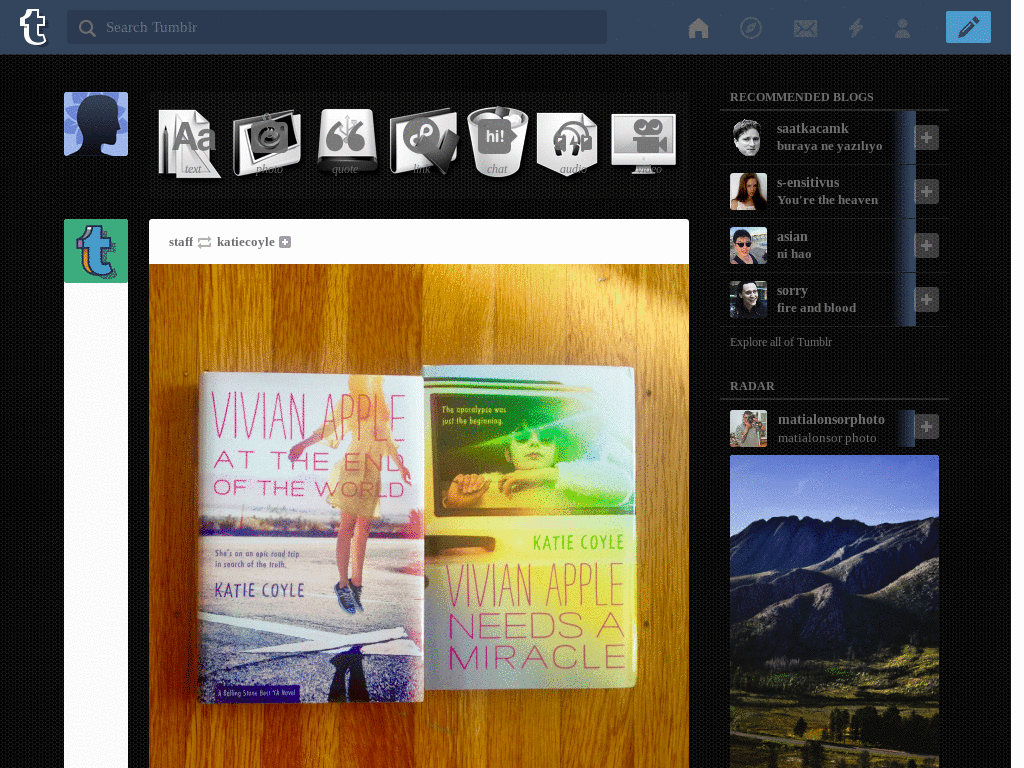 Search Tumblr
Aa
hi!
text
photo
quote
link
chat
audio
video
staff katiecoyle
VIVIAN APPLE
AT THE END
OF THE WORLD
She's on an epic road trip
in search of the truth.
KATIE COYLE
A Rolling Stone Best YA Novel
The apocalypse was
just the beginning.
KATIE COYLE
VIVIAN APPLE
NEEDS A
MIRACLE
RECOMMENDED BLOGS
saatkacamk
buraya ne yazılıyo
s-ensitivus
You're the heaven
asian
ni hao
sorry
fire and blood
Explore all of Tumblr
RADAR
matialonsorphoto
matialonsor photo